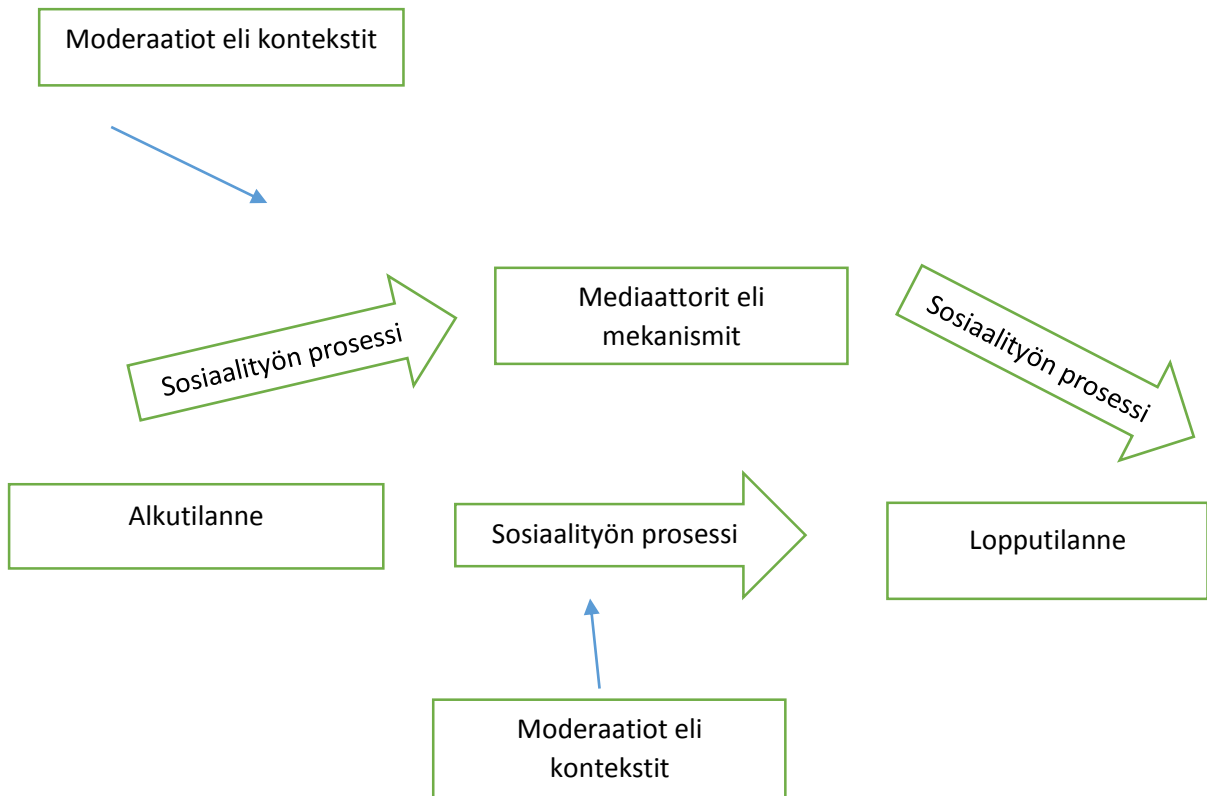 Moderaatiot eli kontekstit
Mediaattorit eli
mekanismit
Sosiaalityön prosessi
Sosiaalityön prosessi
Alkutilanne
Sosiaalityön prosessi
Lopputilanne
Moderaatiot eli
kontekstit